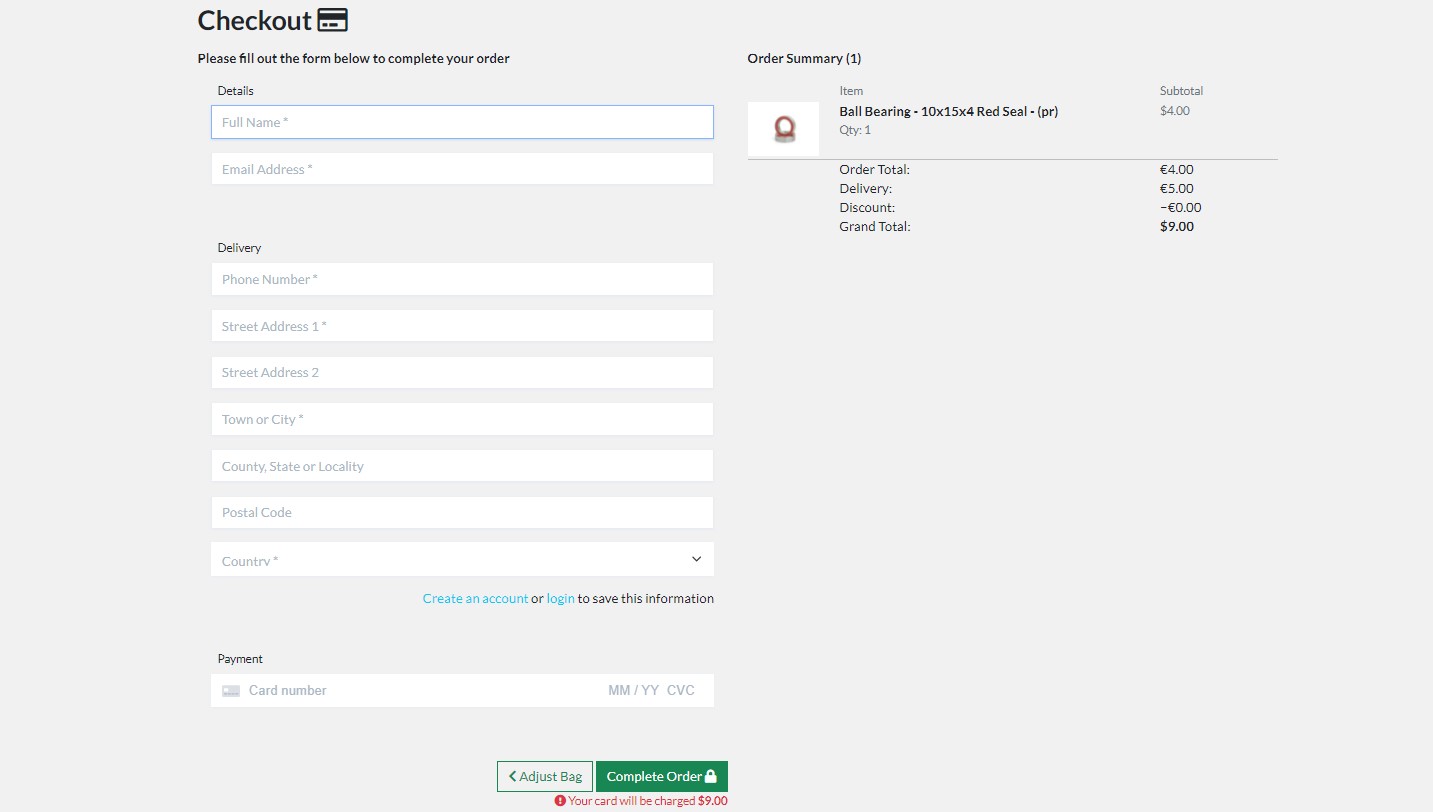 Checkout
Please fill out the form below to complete your order
Details
Full Name *
Email Address *
Delivery
Phone Number *
Street Address 1 *
Street Address 2
Town or City *
County, State or Locality
Postal Code
Country *
Create an account or login to save this information
Payment
Card number MM / YY CVC
Adjust Bag
Complete Order
Your card will be charged $9.00
Order Summary (1)
Item Subtotal
Ball Bearing - 10x15x4 Red Seal - (pr) $4.00
Qty: 1
Order Total: €4.00
Delivery: €5.00
Discount: -€0.00
Grand Total: $9.00